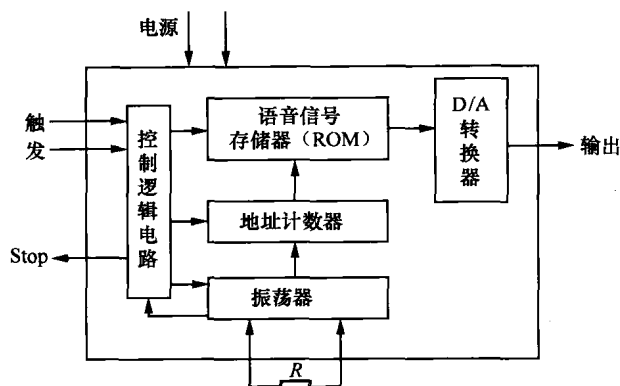 电源
触
发
Stop
控制逻辑电路
语音信号
存储器（ROM）
D/A
转
换
器
输出
地址计数器
振荡器
R